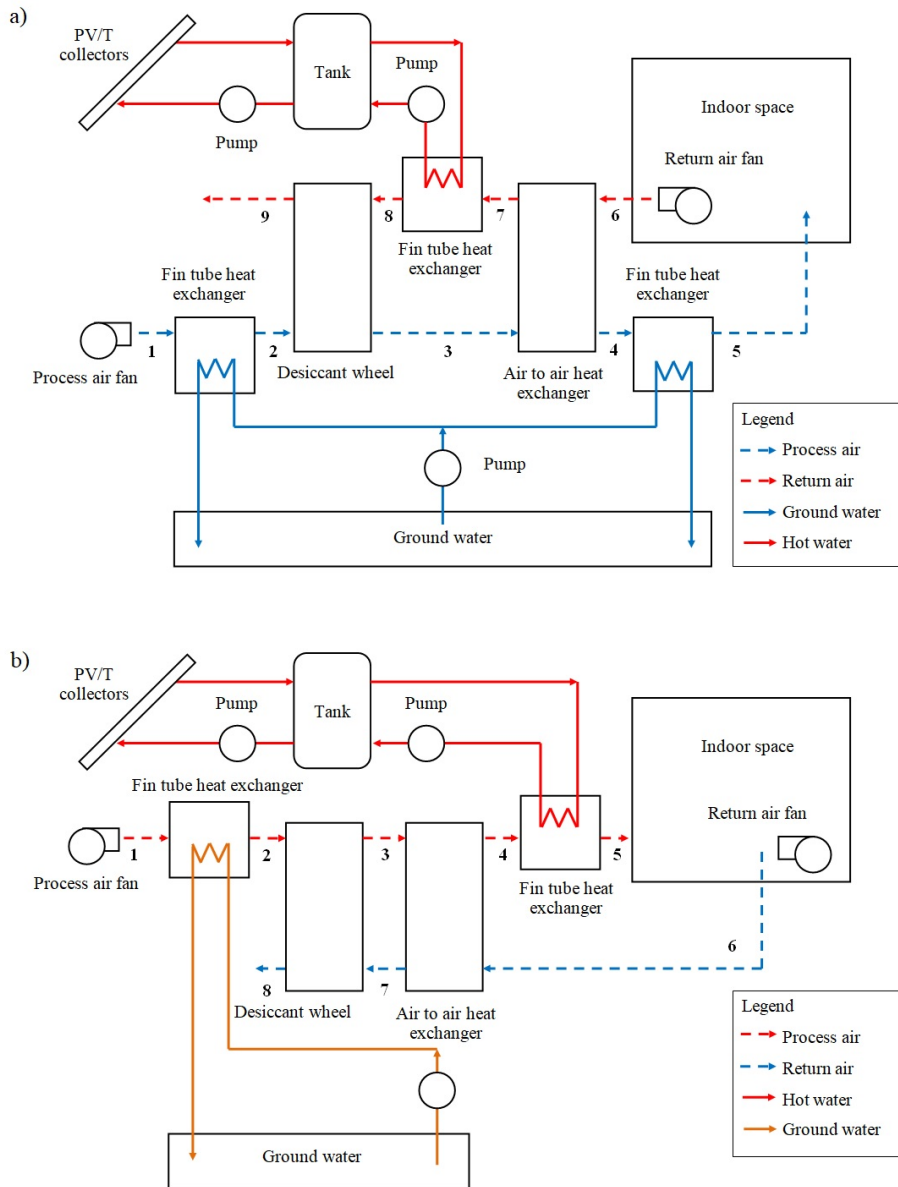 a)
PV/T
collectors
Tank
Pump
Pump
Indoor space
Return air fan
9
8
7
6
Fin tube heat
exchanger
Fin tube heat
exchanger
Fin tube heat
exchanger
1
2
3
4
5
Process air fan
Desiccant wheel
Air to air heat
exchanger
Pump
Ground water
Legend
Process air
Return air
Ground water
Hot water
b)
PV/T
collectors
Pump
Tank
Pump
Indoor space
Fin tube heat exchanger
Return air fan
1
2
3
4
5
Process air fan
Fin tube heat
exchanger
6
8
7
Desiccant wheel
Air to air heat
exchanger
Ground water
Legend
Process air
Return air
Hot water
Ground water